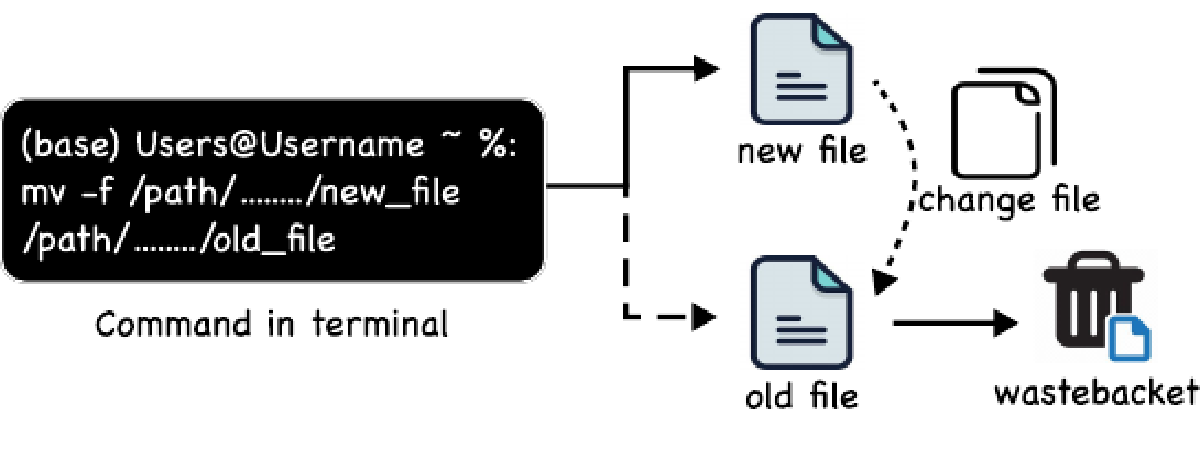 (base) Users@Username ~ %:
mv -f /path/......../new_file
/path/......../old_file
Command in terminal
new file
change file
old file
wastebacket